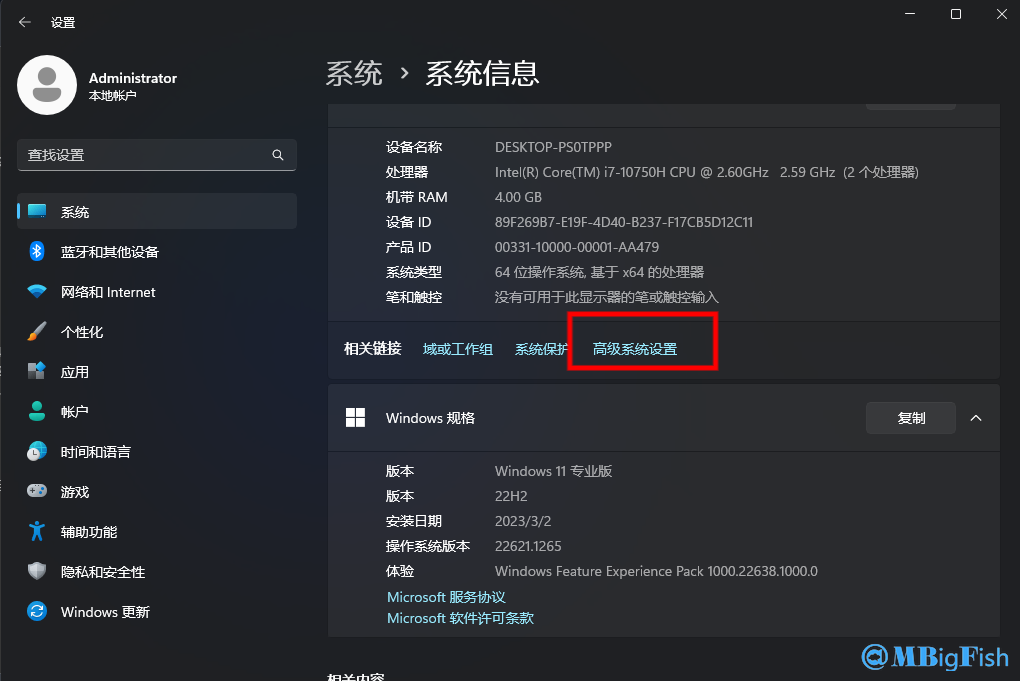 设置
Administrator
本地帐户
查找设置
系统
蓝牙和其他设备
网络和 Internet
个性化
应用
帐户
时间和语言
游戏
辅助功能
隐私和安全性
Windows 更新
系统 › 系统信息
设备名称 DESKTOP-PS0TPPP
处理器 Intel(R) Core(TM) i7-10750H CPU @ 2.60GHz 2.59 GHz (2 个处理器)
机带 RAM 4.00 GB
设备 ID 89F269B7-E19F-4D40-B237-F17CB5D12C11
产品 ID 00331-10000-00001-AA479
系统类型 64 位操作系统, 基于 x64 的处理器
笔和触控 没有可用于此显示器的笔或触控输入
相关链接 域或工作组 系统保护 高级系统设置
Windows 规格 复制
版本 Windows 11 专业版
版本 22H2
安装日期 2023/3/2
操作系统版本 22621.1265
体验 Windows Feature Experience Pack 1000.22638.1000.0
Microsoft 服务协议
Microsoft 软件许可条款
相关内容
@MBigFish